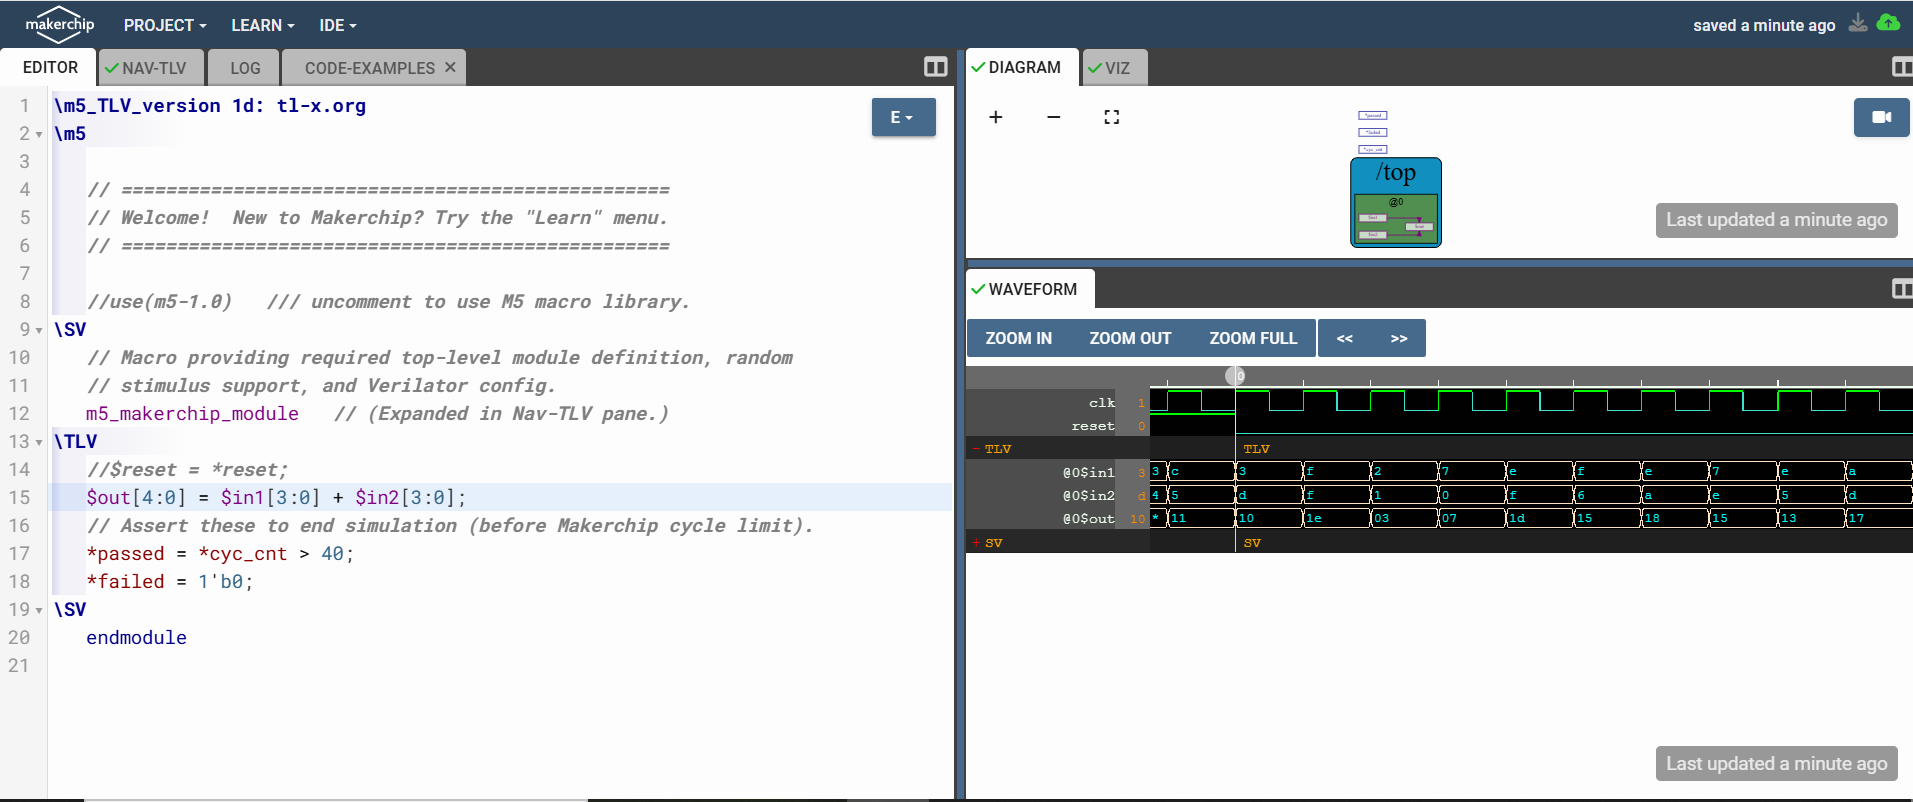 makerchip PROJECT LEARN IDE saved a minute ago
EDITOR NAV-TLV LOG CODE-EXAMPLES ×
E
1 \m5_TLV_version 1d: tl-x.org
2 \m5
3
4 // =================================================
5 // Welcome!  New to Makerchip? Try the "Learn" menu.
6 // =================================================
7
8 //use(m5-1.0)   /// uncomment to use M5 macro library.
9 \SV
10 // Macro providing required top-level module definition, random
11 // stimulus support, and Verilator config.
12 m5_makerchip_module   // (Expanded in Nav-TLV pane.)
13 \TLV
14 //$reset = *reset;
15 $out[4:0] = $in1[3:0] + $in2[3:0];
16 // Assert these to end simulation (before Makerchip cycle limit).
17 *passed = *cyc_cnt > 40;
18 *failed = 1'b0;
19 \SV
20 endmodule
21
DIAGRAM VIZ
+ −
*passed
*failed
*cyc_cnt
/top
@0
$in1
$out
$in2
Last updated a minute ago
WAVEFORM
ZOOM IN ZOOM OUT ZOOM FULL << >>
0
clk 1
reset 0
- TLV TLV
@0$in1 3 3 c 3 f 2 7 e f e 7 e a
@0$in2 d 4 5 d f 1 0 f 6 a e 5 d
@0$out 10 * 11 10 1e 03 07 1d 15 18 15 13 17
+ SV SV
Last updated a minute ago